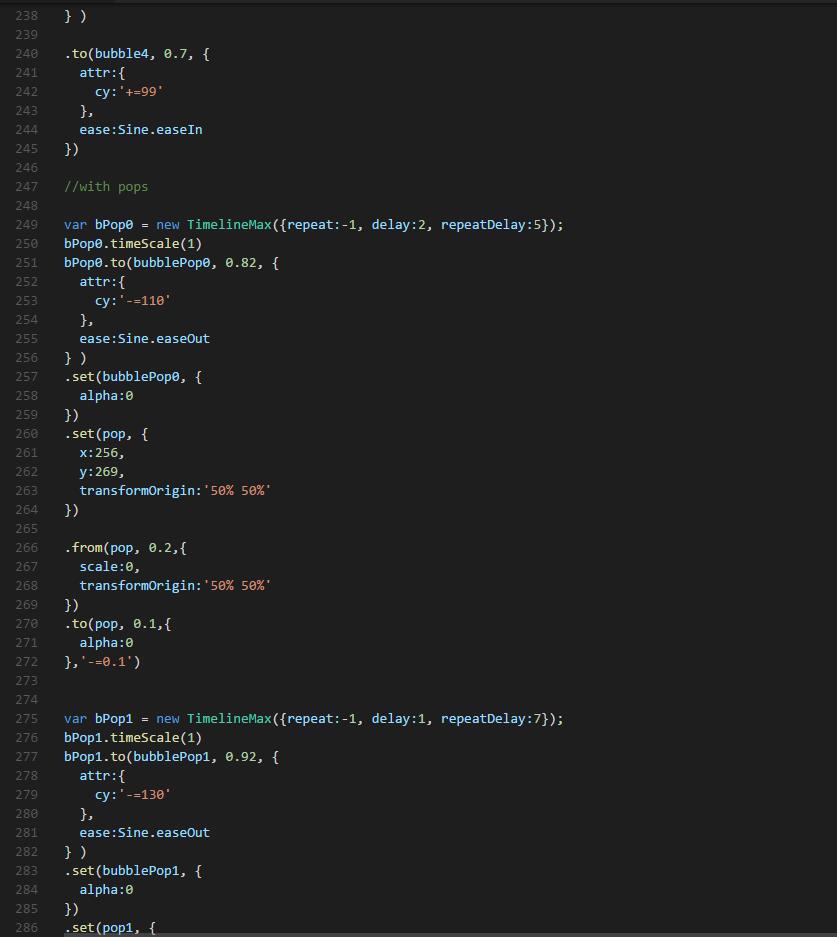 238 } )
239
240 .to(bubble4, 0.7, {
241 attr:{
242 cy:'+=99'
243 },
244 ease:Sine.easeIn
245 })
246
247 //with pops
248
249 var bPop0 = new TimelineMax({repeat:-1, delay:2, repeatDelay:5});
250 bPop0.timeScale(1)
251 bPop0.to(bubblePop0, 0.82, {
252 attr:{
253 cy:'-=110'
254 },
255 ease:Sine.easeOut
256 } )
257 .set(bubblePop0, {
258 alpha:0
259 })
260 .set(pop, {
261 x:256,
262 y:269,
263 transformOrigin:'50% 50%'
264 })
265
266 .from(pop, 0.2,{
267 scale:0,
268 transformOrigin:'50% 50%'
269 })
270 .to(pop, 0.1,{
271 alpha:0
272 },'-=0.1')
273
274
275 var bPop1 = new TimelineMax({repeat:-1, delay:1, repeatDelay:7});
276 bPop1.timeScale(1)
277 bPop1.to(bubblePop1, 0.92, {
278 attr:{
279 cy:'-=130'
280 },
281 ease:Sine.easeOut
282 } )
283 .set(bubblePop1, {
284 alpha:0
285 })
286 .set(pop1, {